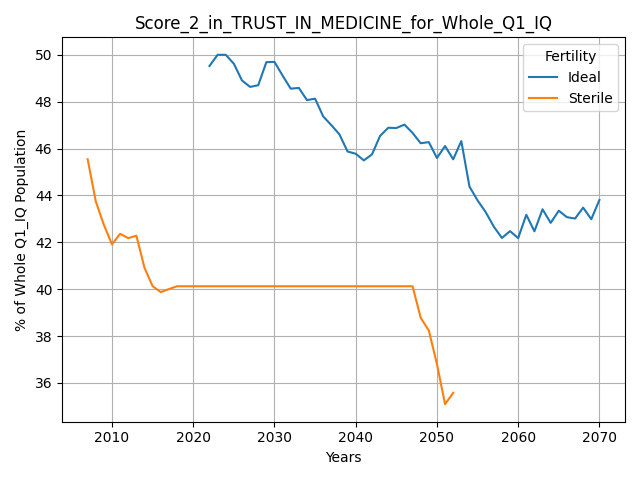 Score_2_in_TRUST_IN_MEDICINE_for_Whole_Q1_IQ
% of Whole Q1_IQ Population
50
48
46
44
42
40
38
36
Fertility
Ideal
Sterile
2010 2020 2030 2040 2050 2060 2070
Years